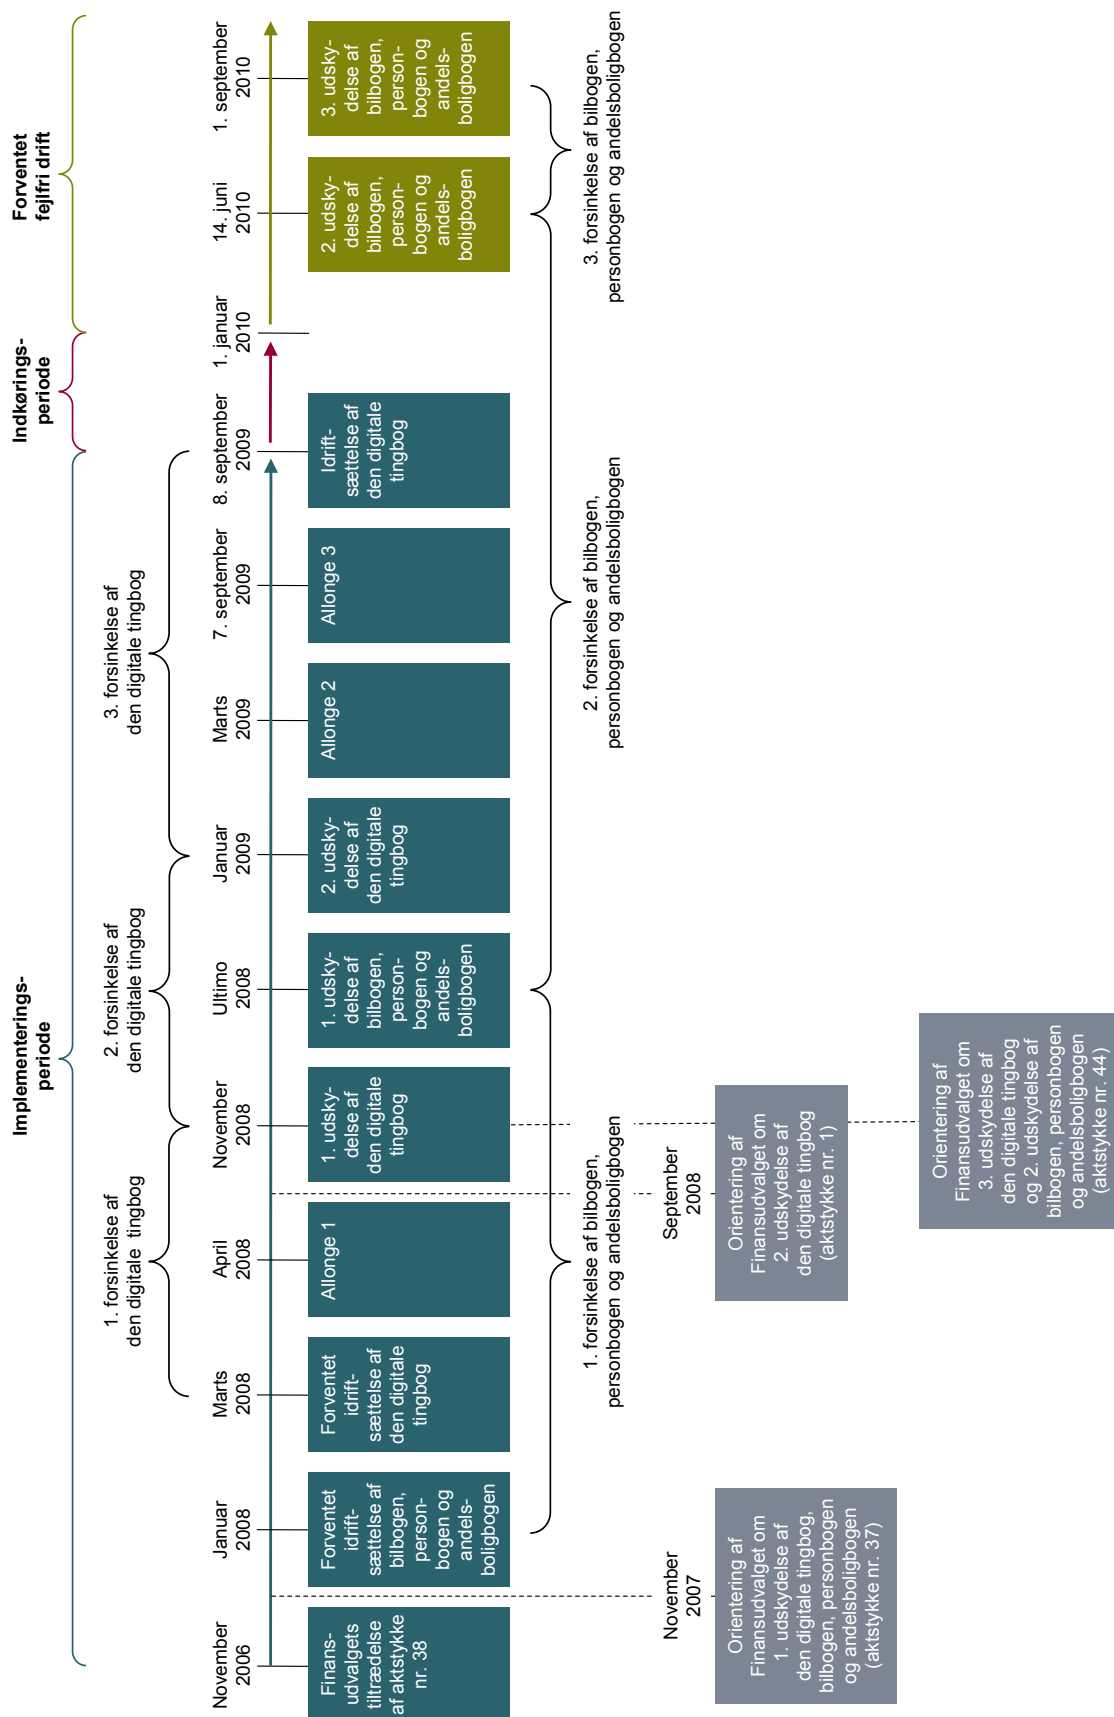 Implementerings-
periode
Indkørings-
periode
Forventet
fejlfri drift
1. forsinkelse af
den digitale tingbog
2. forsinkelse af
den digitale tingbog
3. forsinkelse af
den digitale tingbog
November
2006
Januar
2008
Marts
2008
April
2008
November
2008
Ultimo
2008
Januar
2009
Marts
2009
7. september
2009
8. september
2009
1. januar
2010
14. juni
2010
1. september
2010
Finans-
udvalgets
tiltrædelse
af aktstykke
nr. 38
Forventet
idrift-
sættelse af
bilbogen,
person-
bogen og
andels-
boligbogen
Forventet
idrift-
sættelse af
den digitale
tingbog
Allonge 1
1. udsky-
delse af
den digitale
tingbog
1. udsky-
delse af
bilbogen,
person-
bogen og
andels-
boligbogen
2. udsky-
delse af
den digitale
tingbog
Allonge 2
Allonge 3
Idrift-
sættelse af
den digitale
tingbog
2. udsky-
delse af
bilbogen,
person-
bogen og
andels-
boligbogen
3. udsky-
delse af
bilbogen,
person-
bogen og
andels-
boligbogen
1. forsinkelse af bilbogen,
personbogen og andelsboligbogen
2. forsinkelse af bilbogen,
personbogen og andelsboligbogen
3. forsinkelse af bilbogen,
personbogen og andelsboligbogen
November
2007
Orientering af
Finansudvalget om
1. udskydelse af
den digitale tingbog,
bilbogen, personbogen
og andelsboligbogen
(aktstykke nr. 37)
September
2008
Orientering af
Finansudvalget om
2. udskydelse af
den digitale tingbog
(aktstykke nr. 1)
Orientering af
Finansudvalget om
3. udskydelse af
den digitale tingbog
og 2. udskydelse af
bilbogen, personbogen
og andelsboligbogen
(aktstykke nr. 44)